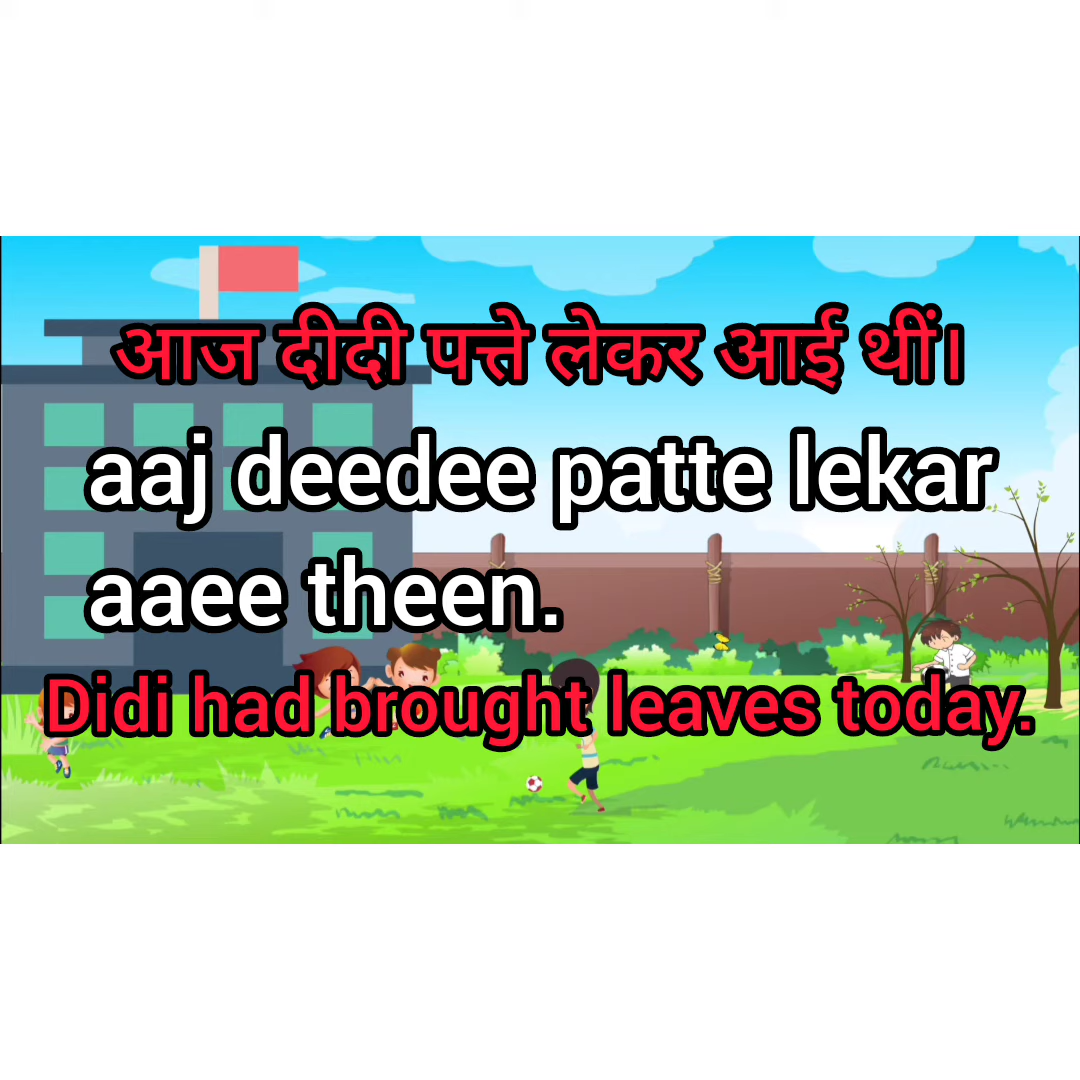 आज दीदी पत्ते लेकर आई थीं।
aaj deedee patte lekar
aaee theen.
Didi had brought leaves today.